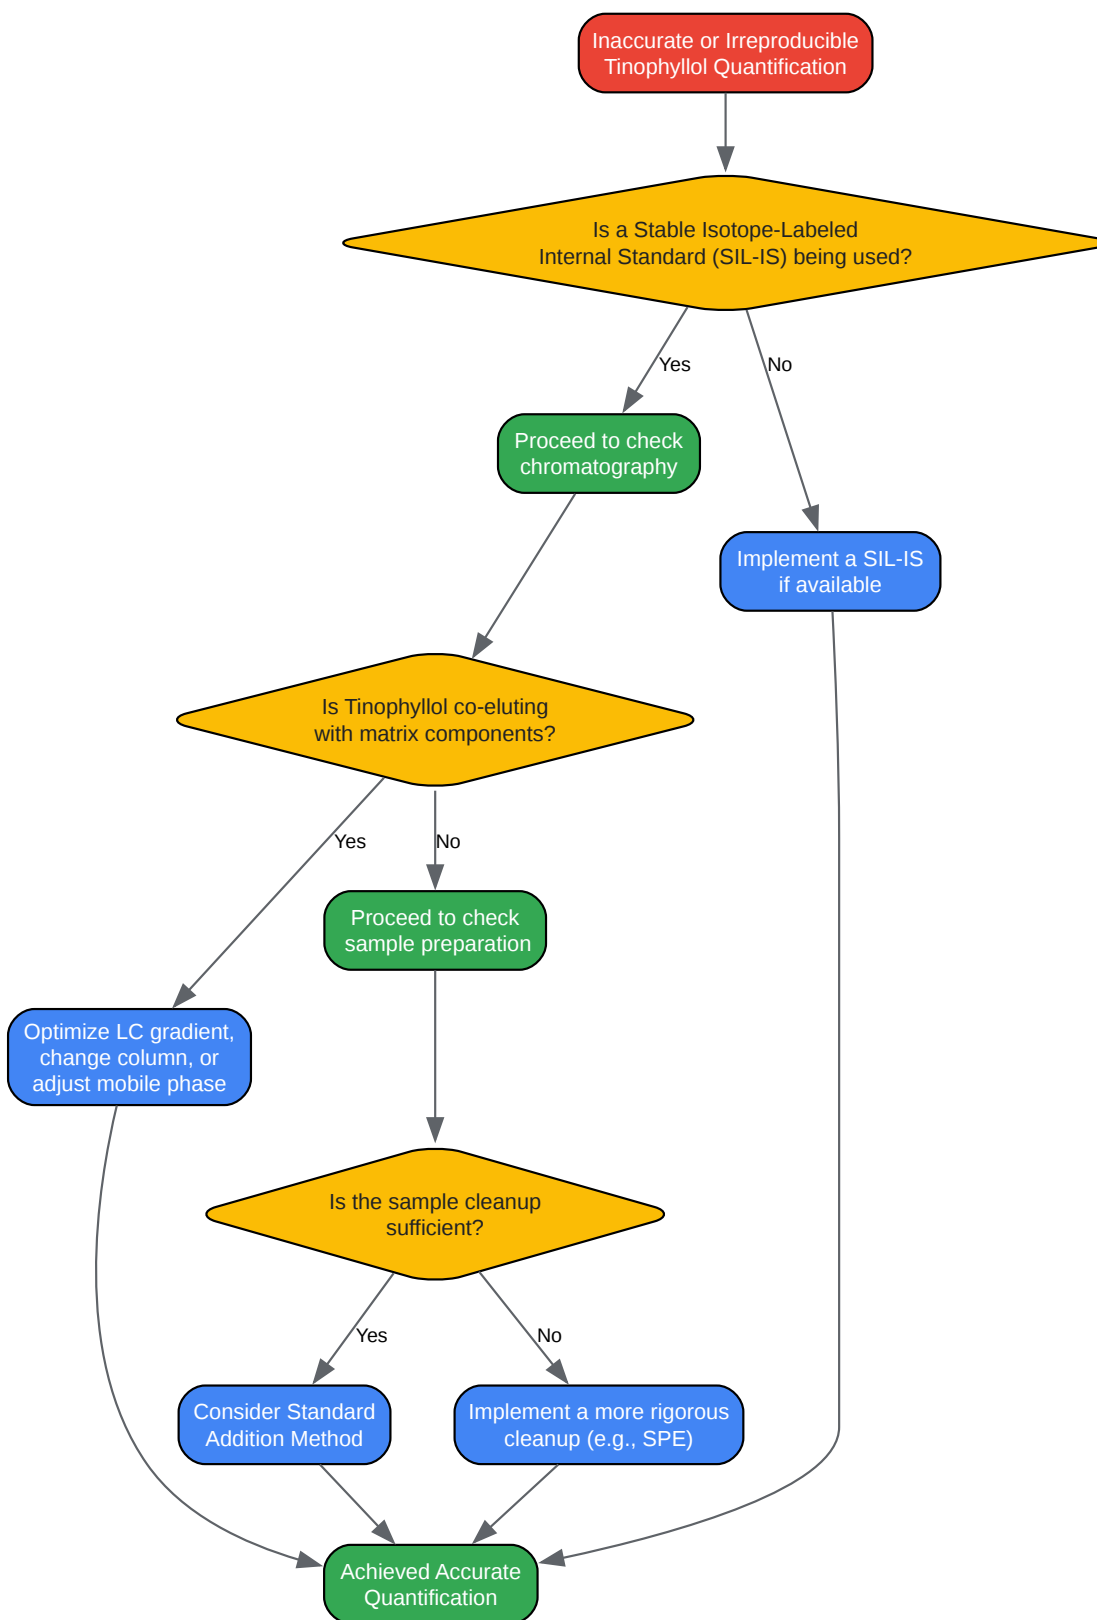 Inaccurate or Irreproducible
Tinophyllol Quantification
Is a Stable Isotope-Labeled
Internal Standard (SIL-IS) being used?
Yes
No
Proceed to check
chromatography
Implement a SIL-IS
if available
Is Tinophyllol co-eluting
with matrix components?
Yes
No
Proceed to check
sample preparation
Optimize LC gradient,
change column, or
adjust mobile phase
Is the sample cleanup
sufficient?
Yes
No
Consider Standard
Addition Method
Implement a more rigorous
cleanup (e.g., SPE)
Achieved Accurate
Quantification